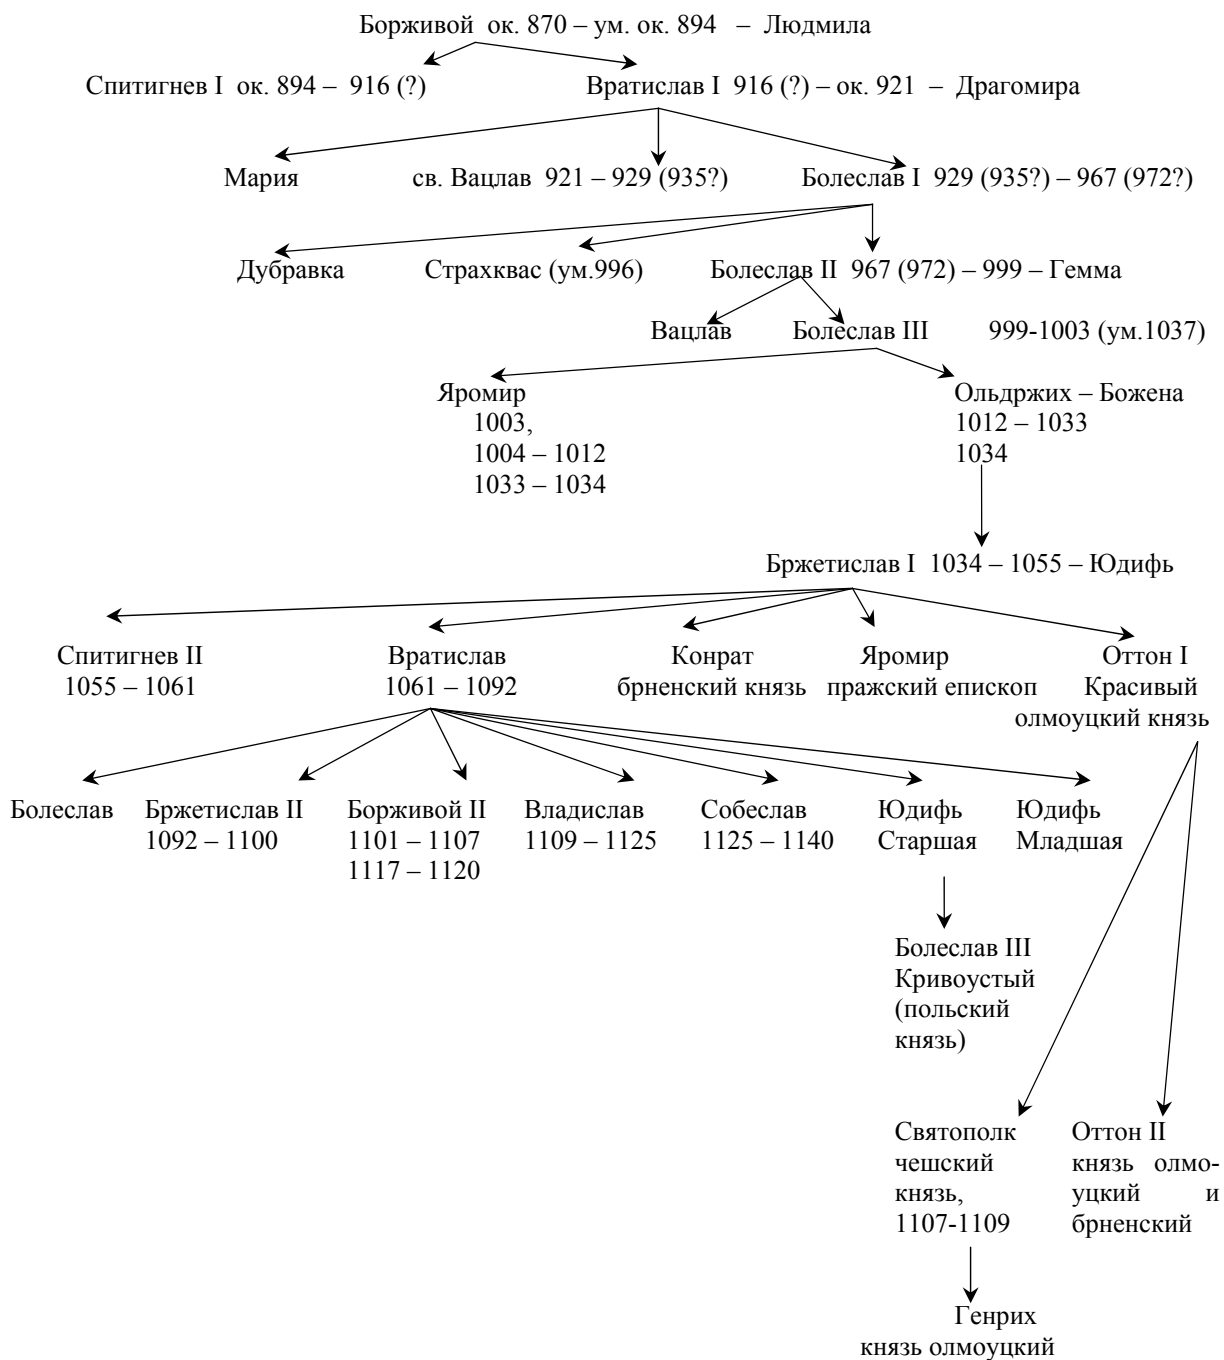 Борживой ок. 870 – ум. ок. 894 – Людмила
Спитигнев I ок. 894 – 916 (?)
Вратислав I 916 (?) – ок. 921 – Драгомира
Мария
св. Вацлав 921 – 929 (935?)
Болеслав I 929 (935?) – 967 (972?)
Дубравка
Страхквас (ум.996)
Болеслав II 967 (972) – 999 – Гемма
Вацлав
Болеслав III 999-1003 (ум.1037)
Яромир
1003,
1004 – 1012
1033 – 1034
Ольдржих – Божена
1012 – 1033
1034
Бржетислав I 1034 – 1055 – Юдифь
Спитигнев II
1055 – 1061
Вратислав
1061 – 1092
Конрат
брненский князь
Яромир
пражский епископ
Оттон I
Красивый
олмоуцкий князь
Болеслав
Бржетислав II
1092 – 1100
Борживой II
1101 – 1107
1117 – 1120
Владислав
1109 – 1125
Собеслав
1125 – 1140
Юдифь
Старшая
Юдифь
Младшая
Болеслав III
Кривоустый
(польский
князь)
Святополк
чешский
князь,
1107-1109
Оттон II
князь олмо-
уцкий и
брненский
Генрих
князь олмоуцкий